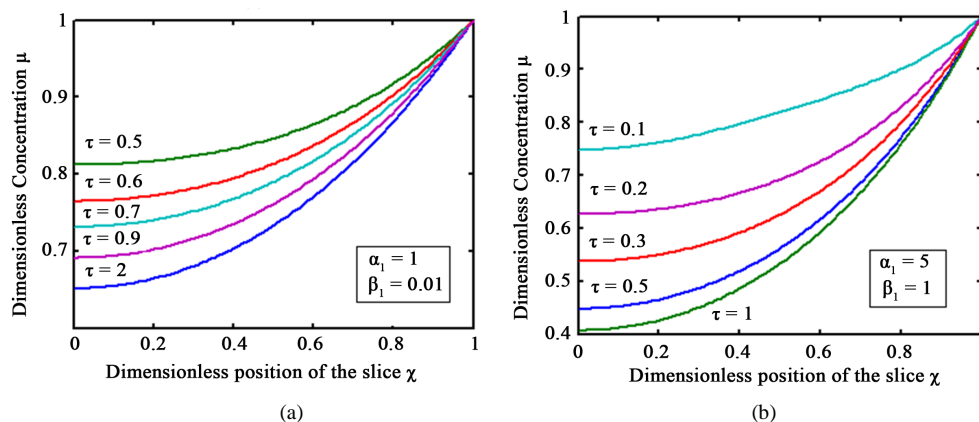 Dimensionless Concentration μ
1
0.9
0.8
0.7
τ = 0.5
τ = 0.6
τ = 0.7
τ = 0.9
τ = 2
α1 = 1
β1 = 0.01
0 0.2 0.4 0.6 0.8 1
Dimensionless position of the slice χ
(a)
Dimensionless Concentration μ
1
0.9
0.8
0.7
0.6
0.5
0.4
τ = 0.1
τ = 0.2
τ = 0.3
τ = 0.5
τ = 1
α1 = 5
β1 = 1
0 0.2 0.4 0.6 0.8
Dimensionless position of the slice χ
(b)